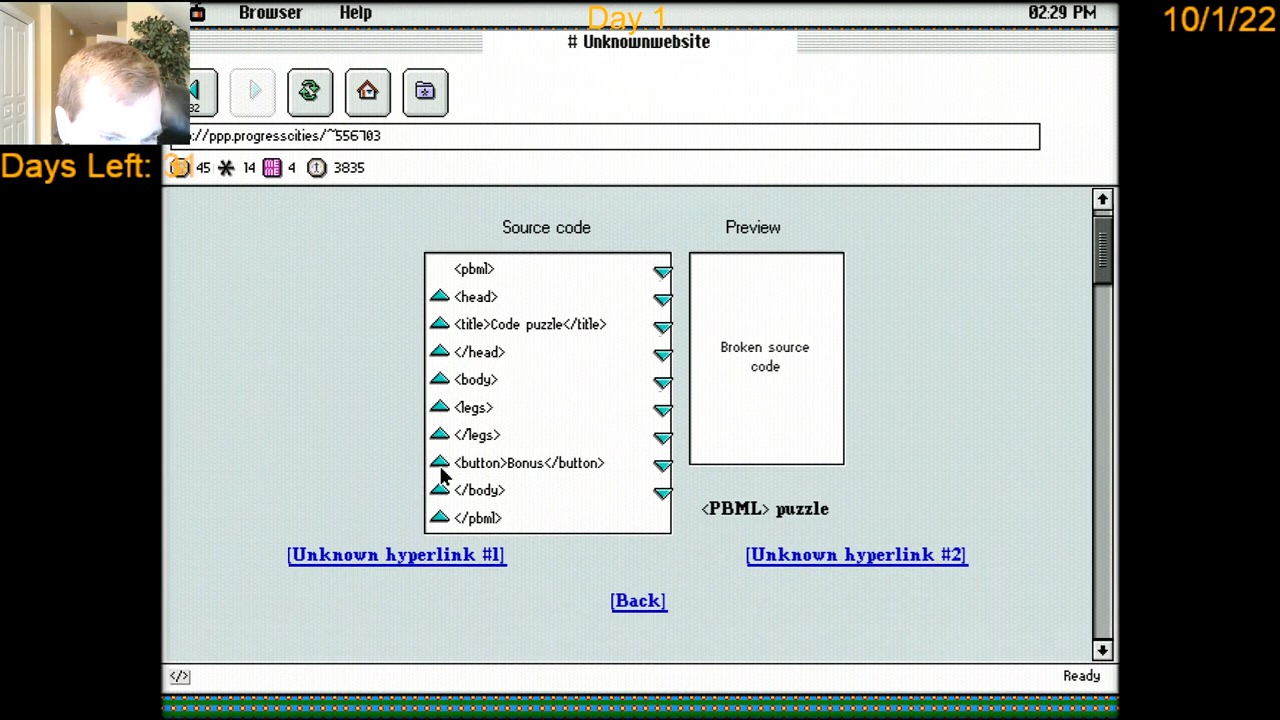 Browser Help Day 1 02:29 PM 10/1/22
# Unknownwebsite
://ppp.progresscities/~556703
Days Left: 31
45 14 4 3835
Source code Preview
<pbml>
<head>
<title>Code puzzle</title>
</head>
<body>
<legs>
</legs>
<button>Bonus</button>
</body>
</pbml>
Broken source
code
<PBML> puzzle
[Unknown hyperlink #1] [Unknown hyperlink #2]
[Back]
</> Ready